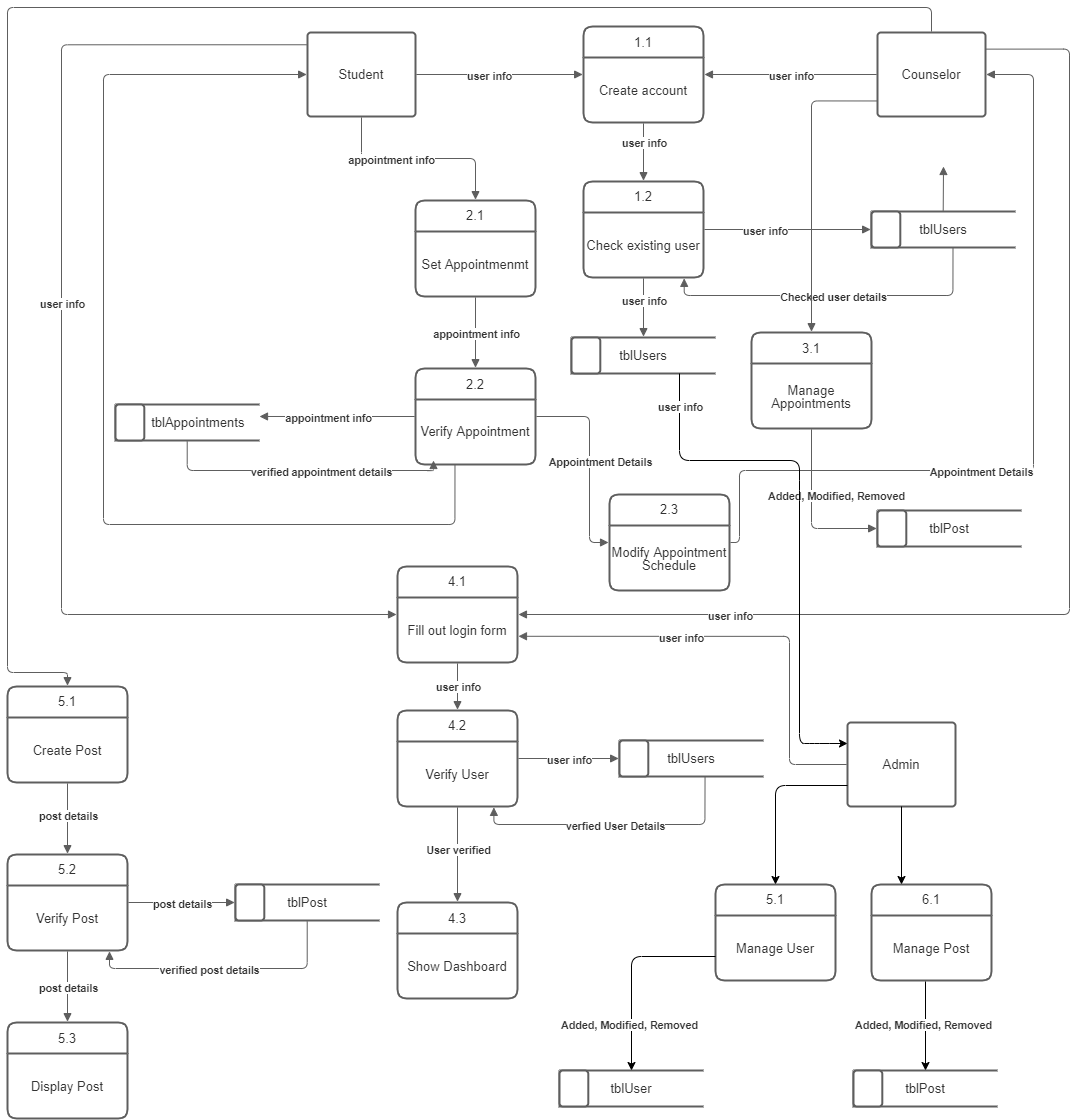 1.1
Student
user info
Create account
user info
Counselor
user info
appointment info
1.2
2.1
Check existing user
user info
tblUsers
Set Appointmenmt
user info
Checked user details
user info
appointment info
tblUsers
3.1
Manage
Appointments
2.2
user info
tblAppointments
appointment info
Verify Appointment
verified appointment details
Appointment Details
Appointment Details
Added, Modified, Removed
2.3
tblPost
Modify Appointment
Schedule
4.1
Fill out login form
user info
user info
user info
5.1
4.2
Create Post
Verify User
user info
tblUsers
Admin
post details
verfied User Details
User verified
5.2
Verify Post
post details
tblPost
4.3
5.1
6.1
Show Dashboard
Manage User
Manage Post
verified post details
post details
5.3
Added, Modified, Removed
Added, Modified, Removed
Display Post
tblUser
tblPost